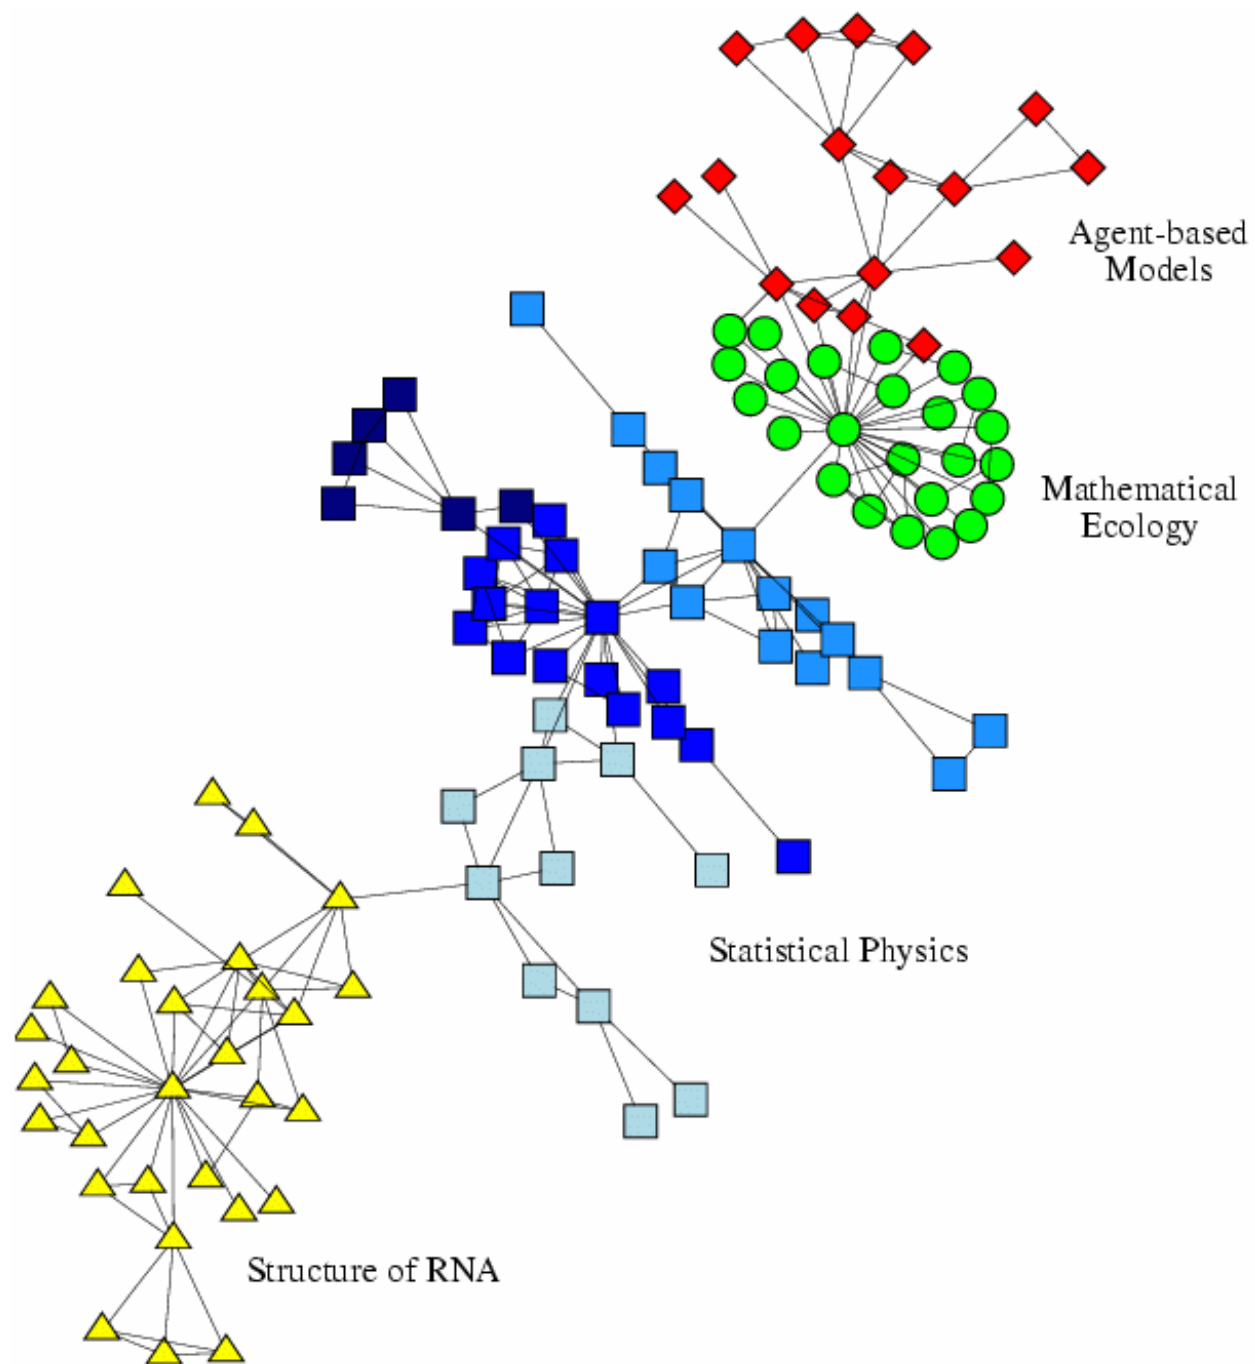 Agent-based
Models
Mathematical
Ecology
Statistical Physics
Structure of RNA